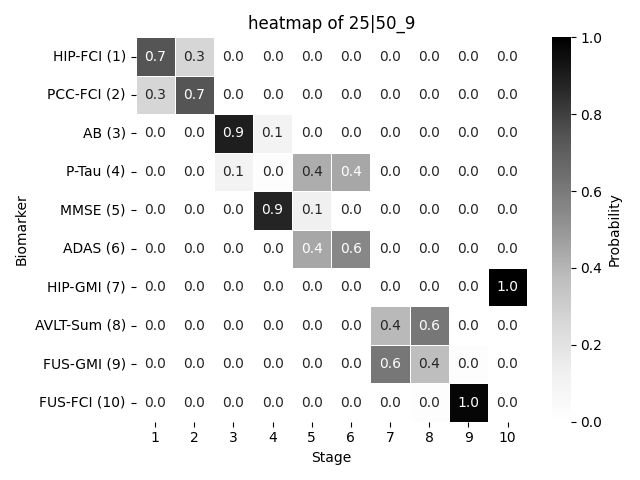 heatmap of 25|50_9
HIP-FCI (1) 0.7 0.3 0.0 0.0 0.0 0.0 0.0 0.0 0.0 0.0
PCC-FCI (2) 0.3 0.7 0.0 0.0 0.0 0.0 0.0 0.0 0.0 0.0
AB (3) 0.0 0.0 0.9 0.1 0.0 0.0 0.0 0.0 0.0 0.0
P-Tau (4) 0.0 0.0 0.1 0.0 0.4 0.4 0.0 0.0 0.0 0.0
MMSE (5) 0.0 0.0 0.0 0.9 0.1 0.0 0.0 0.0 0.0 0.0
ADAS (6) 0.0 0.0 0.0 0.0 0.4 0.6 0.0 0.0 0.0 0.0
HIP-GMI (7) 0.0 0.0 0.0 0.0 0.0 0.0 0.0 0.0 0.0 1.0
AVLT-Sum (8) 0.0 0.0 0.0 0.0 0.0 0.0 0.4 0.6 0.0 0.0
FUS-GMI (9) 0.0 0.0 0.0 0.0 0.0 0.0 0.6 0.4 0.0 0.0
FUS-FCI (10) 0.0 0.0 0.0 0.0 0.0 0.0 0.0 0.0 1.0 0.0
1 2 3 4 5 6 7 8 9 10
Stage
Biomarker
1.0
0.8
0.6
0.4
0.2
0.0
Probability